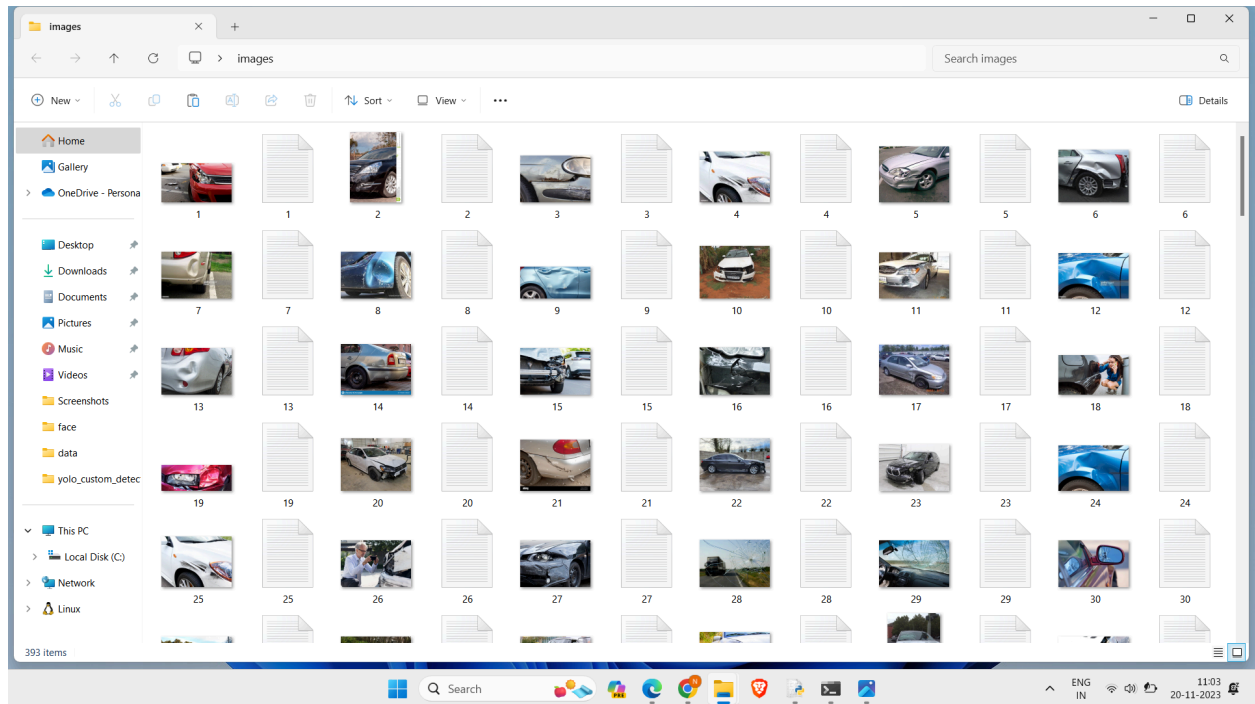 images
images
Search images
New
Sort
View
Details
Home
Gallery
OneDrive - Persona
Desktop
Downloads
Documents
Pictures
Music
Videos
Screenshots
face
data
yolo_custom_detec
This PC
Local Disk (C:)
Network
Linux
1 1 2 2 3 3 4 4 5 5 6 6
7 7 8 8 9 9 10 10 11 11 12 12
13 13 14 14 15 15 16 16 17 17 18 18
19 19 20 20 21 21 22 22 23 23 24 24
25 25 26 26 27 27 28 28 29 29 30 30
393 items
Search
ENG
IN
11:03
20-11-2023